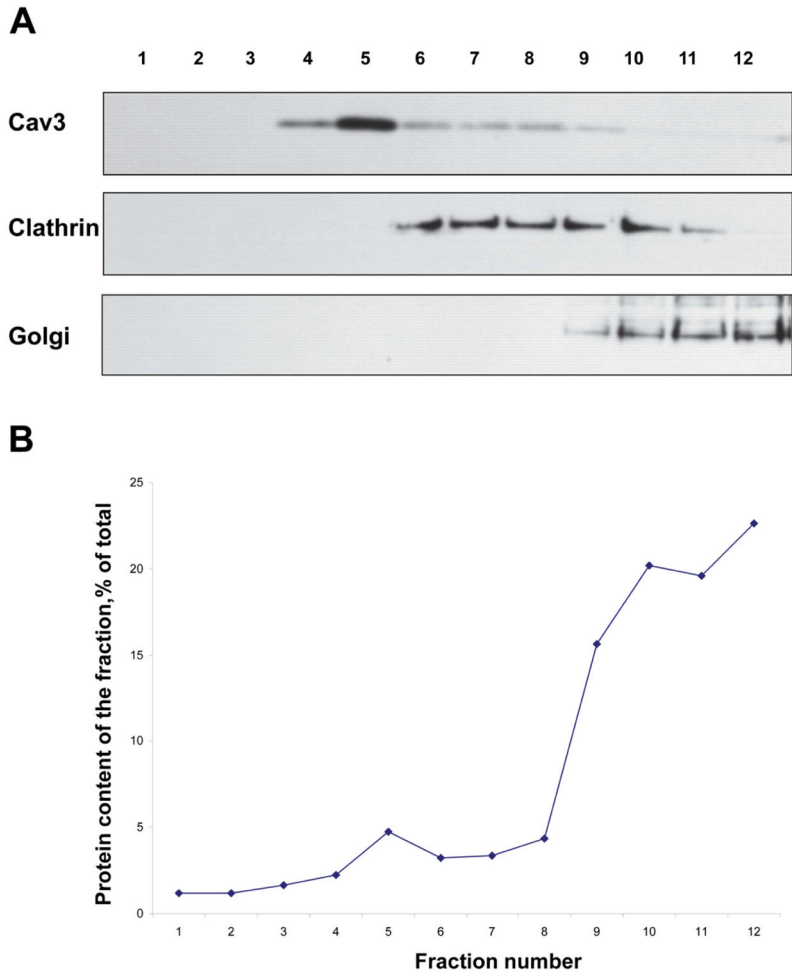 A
1 2 3 4 5 6 7 8 9 10 11 12
Cav3
Clathrin
Golgi
B
Protein content of the fraction,% of total
25
20
15
10
5
0
1 2 3 4 5 6 7 8 9 10 11 12
Fraction number